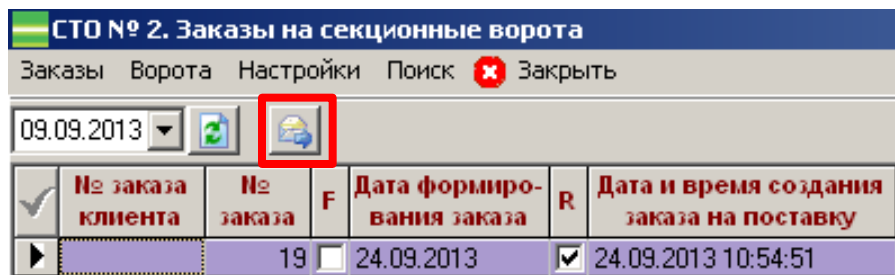 СТО № 2. Заказы на секционные ворота
Заказы Ворота Настройки Поиск Закрыть
09.09.2013
№ заказа клиента № заказа F Дата формиро- вания заказа R Дата и время создания заказа на поставку
19 24.09.2013 24.09.2013 10:54:51